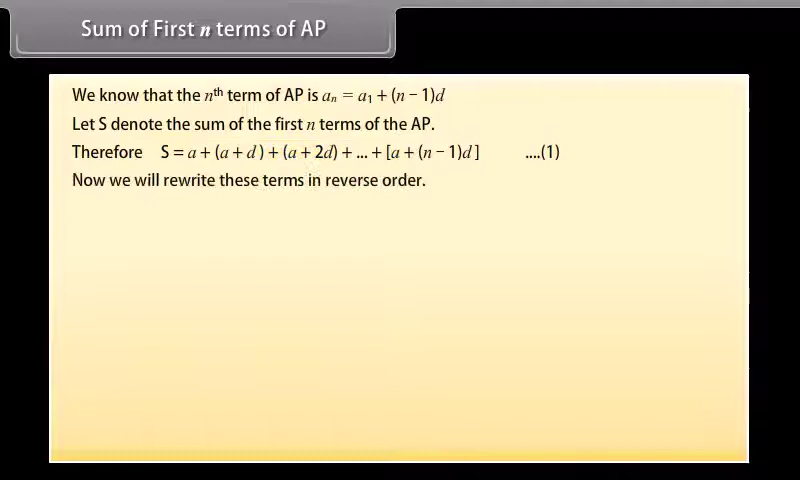 Sum of First n terms of AP
We know that the nᵗʰ term of AP is aₙ = a₁ + (n − 1)d
Let S denote the sum of the first n terms of the AP.
Therefore S = a + (a + d ) + (a + 2d) + ... + [a + (n − 1)d ] ....(1)
Now we will rewrite these terms in reverse order.